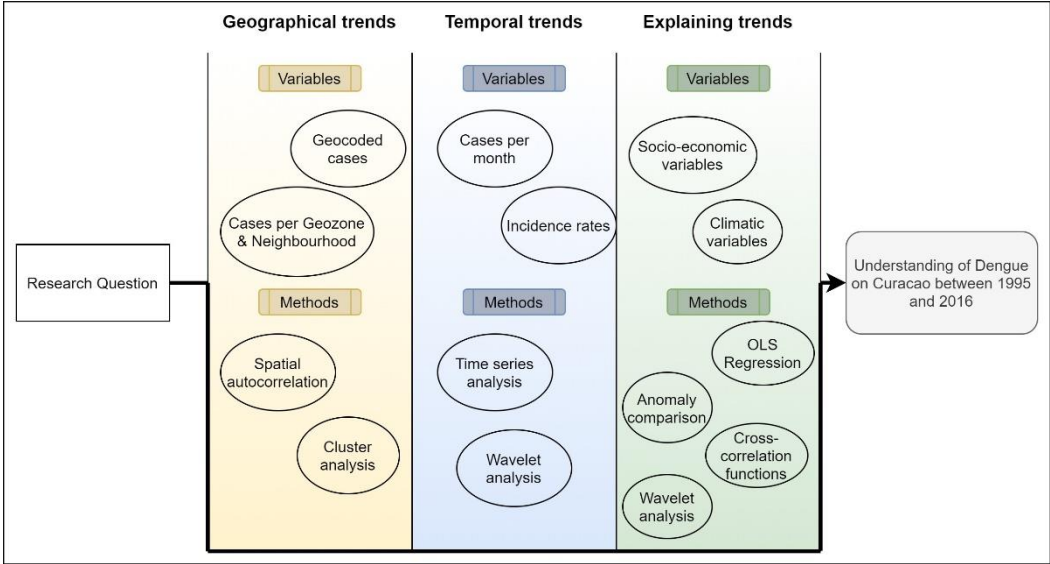 Geographical trends
Temporal trends
Explaining trends
Variables
Variables
Variables
Geocoded
cases
Cases per Geozone
& Neighbourhood
Cases per
month
Incidence rates
Socio-economic
variables
Climatic
variables
Research Question
Understanding of Dengue
on Curacao between 1995
and 2016
Methods
Methods
Methods
Spatial
autocorrelation
Cluster
analysis
Time series
analysis
Wavelet
analysis
OLS
Regression
Anomaly
comparison
Cross-
correlation
functions
Wavelet
analysis